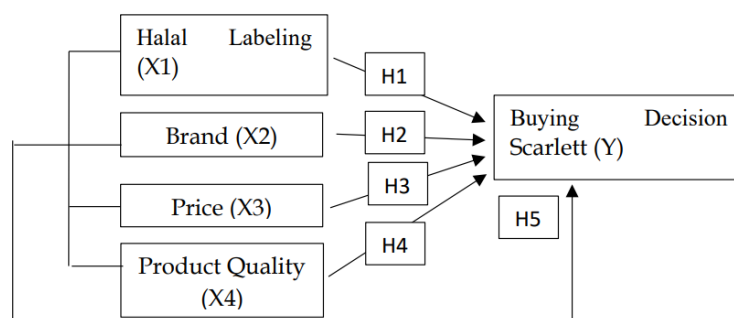 Halal Labeling
(X1)
H1
Brand (X2)
H2
Buying Decision
Scarlett (Y)
Price (X3)
H3
H5
Product Quality
(X4)
H4